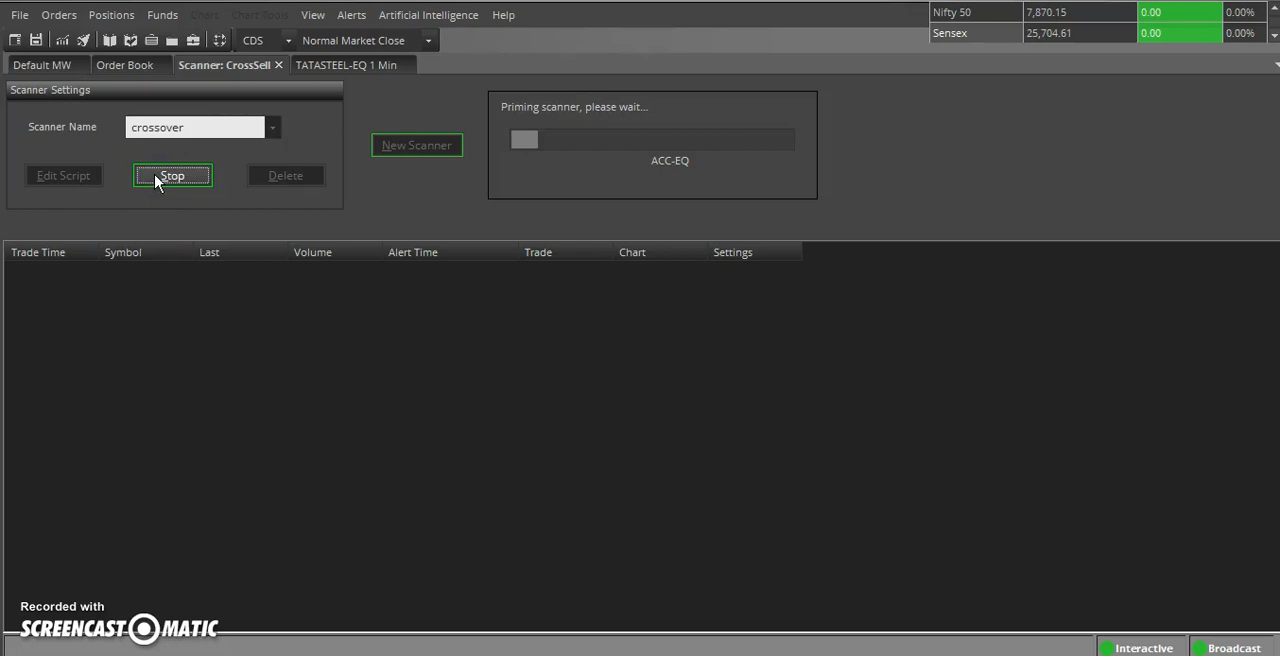 File Orders Positions Funds Chart Chart Tools View Alerts Artificial Intelligence Help
Nifty 50 7,870.15 0.00 0.00%
Sensex 25,704.61 0.00 0.00%
CDS Normal Market Close
Default MW Order Book Scanner: CrossSell TATASTEEL-EQ 1 Min
Scanner Settings
Scanner Name crossover
Edit Script Stop Delete
New Scanner
Priming scanner, please wait...
ACC-EQ
Trade Time Symbol Last Volume Alert Time Trade Chart Settings
Recorded with
SCREENCAST MATIC
Interactive Broadcast